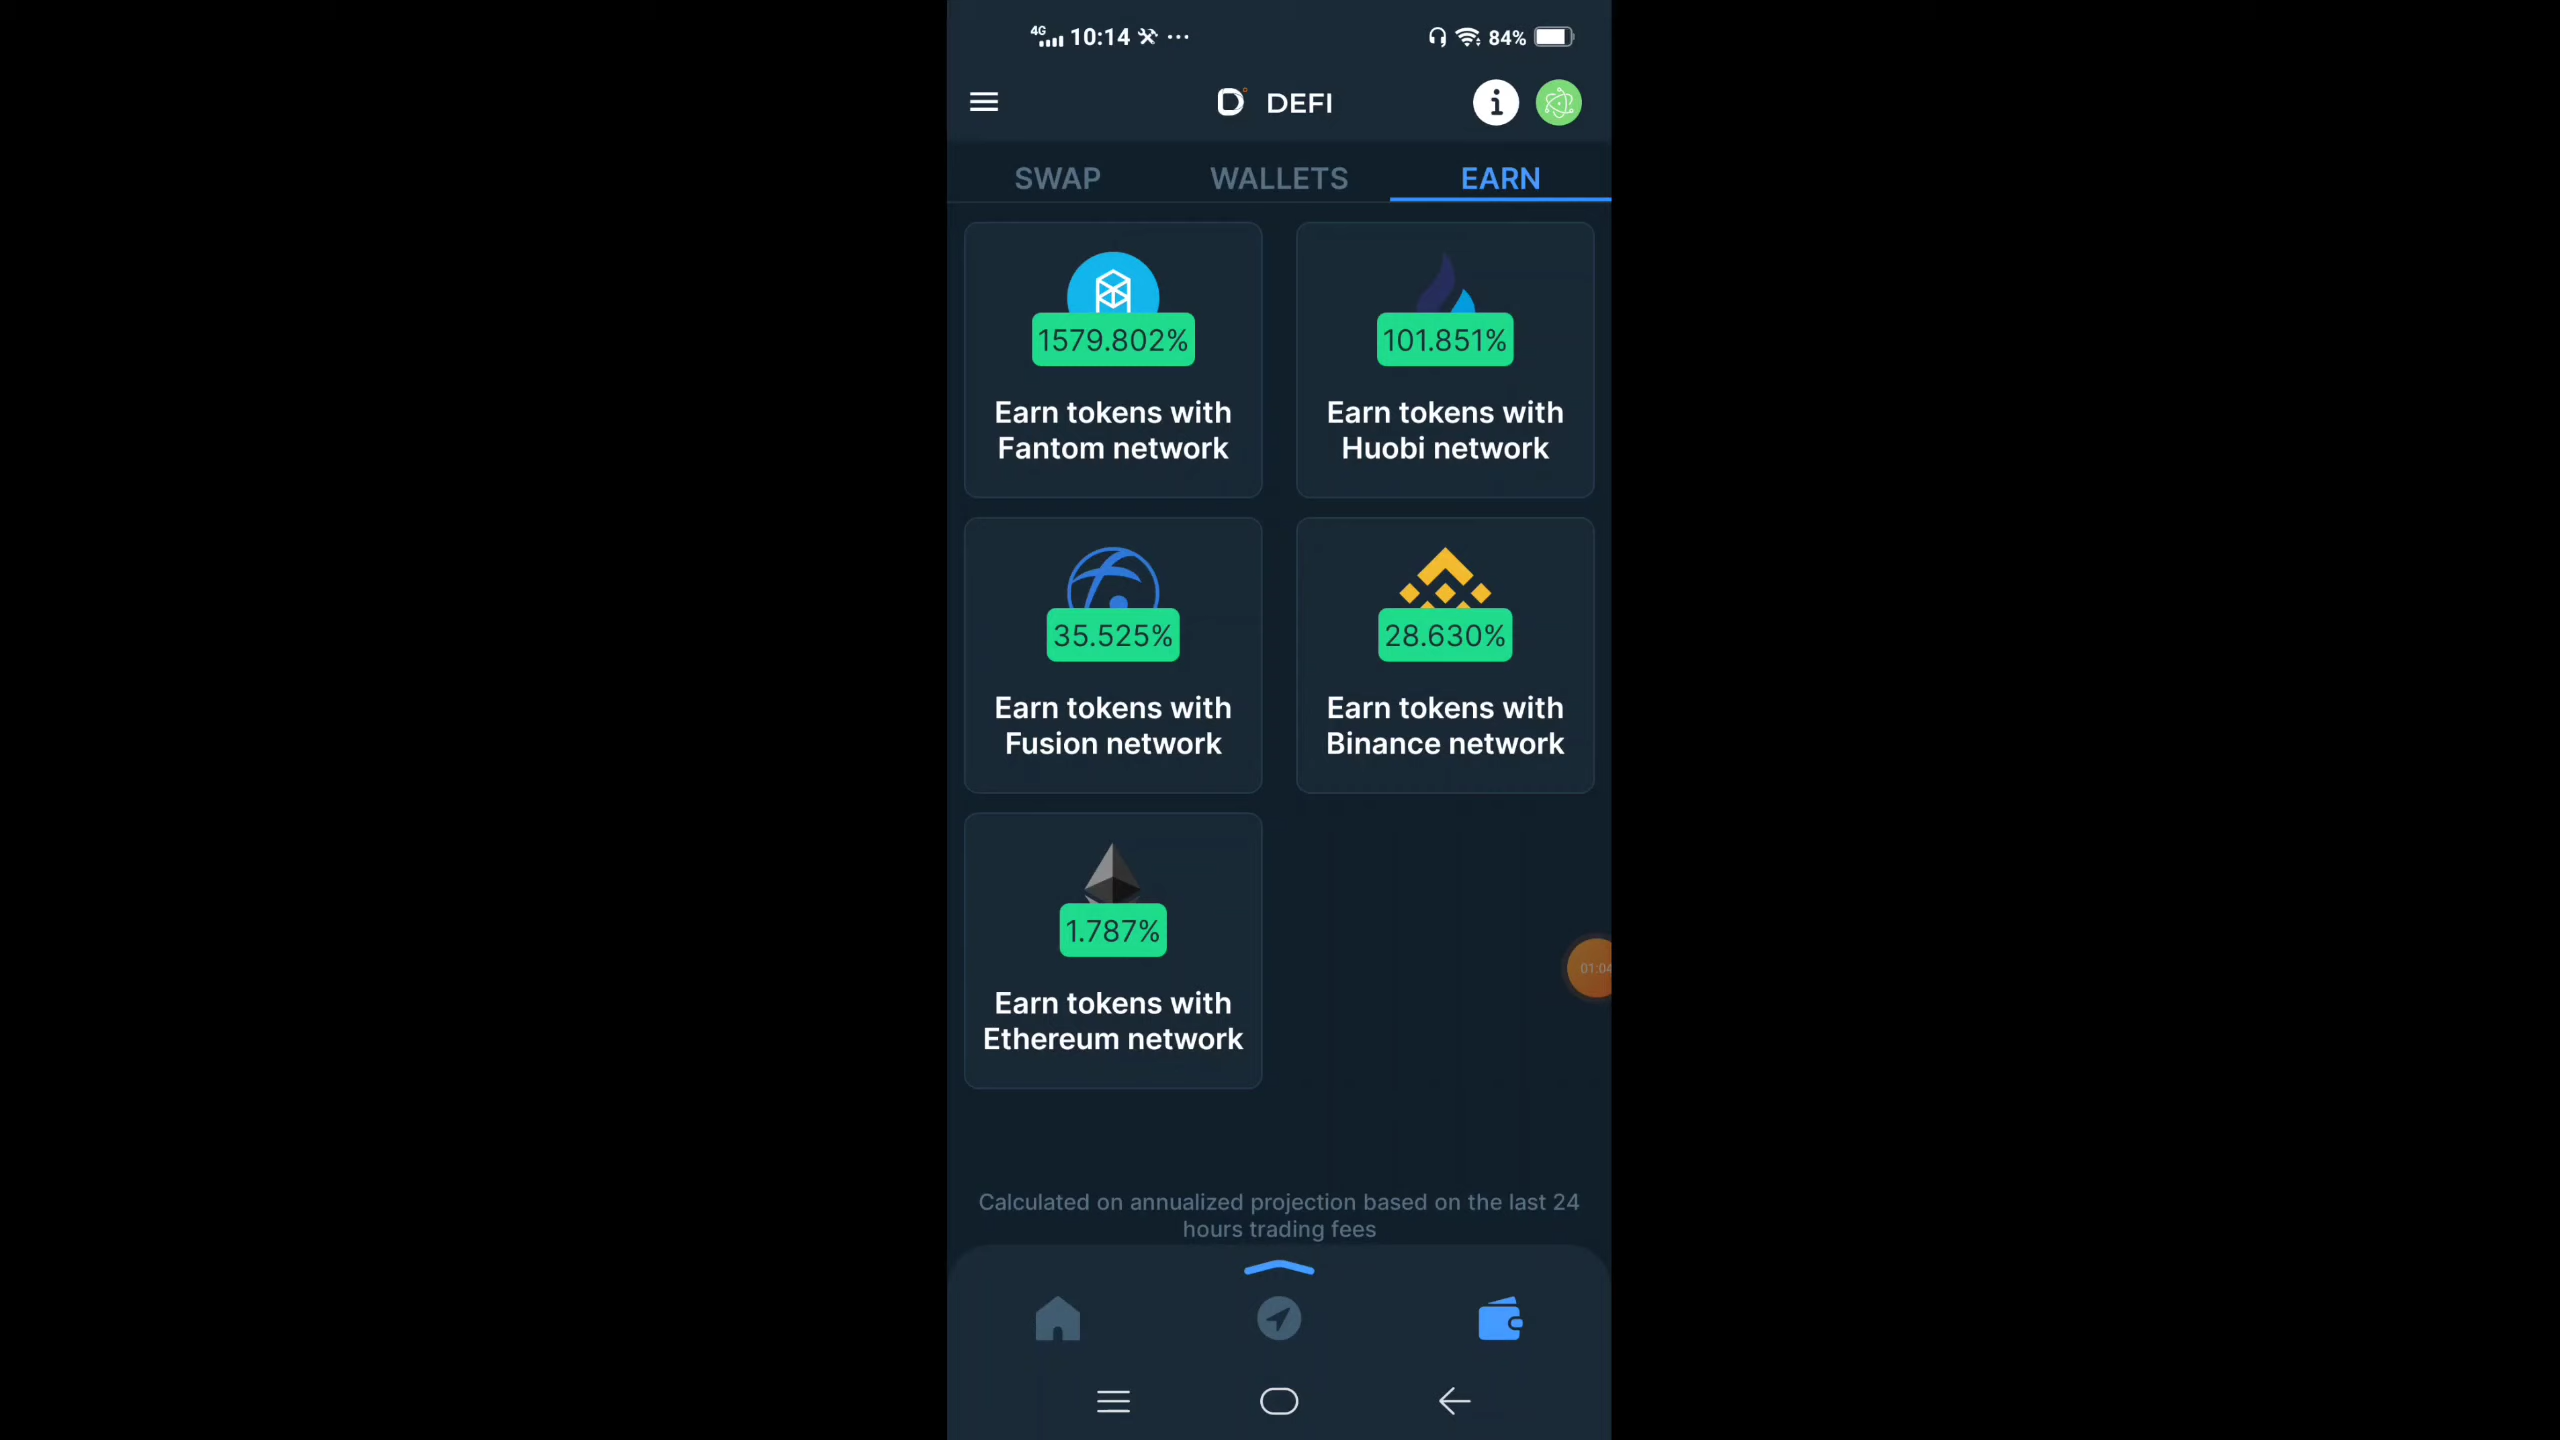 4G 10:14 84%
DEFI
SWAP WALLETS EARN
1579.802%
Earn tokens with
Fantom network
101.851%
Earn tokens with
Huobi network
35.525%
Earn tokens with
Fusion network
28.630%
Earn tokens with
Binance network
1.787%
Earn tokens with
Ethereum network
01:04
Calculated on annualized projection based on the last 24
hours trading fees